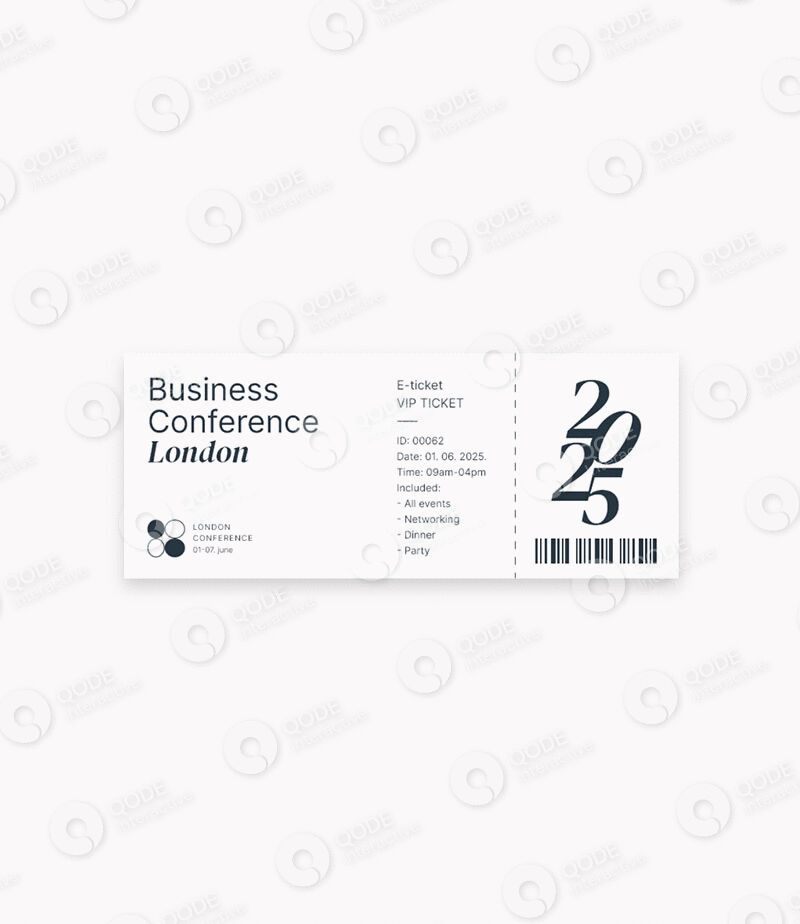 Business
Conference
London
LONDON
CONFERENCE
01-07. june
E-ticket
VIP TICKET
ID: 00062
Date: 01. 06. 2025.
Time: 09am-04pm
Included:
- All events
- Networking
- Dinner
- Party
2025
QODE
interactive